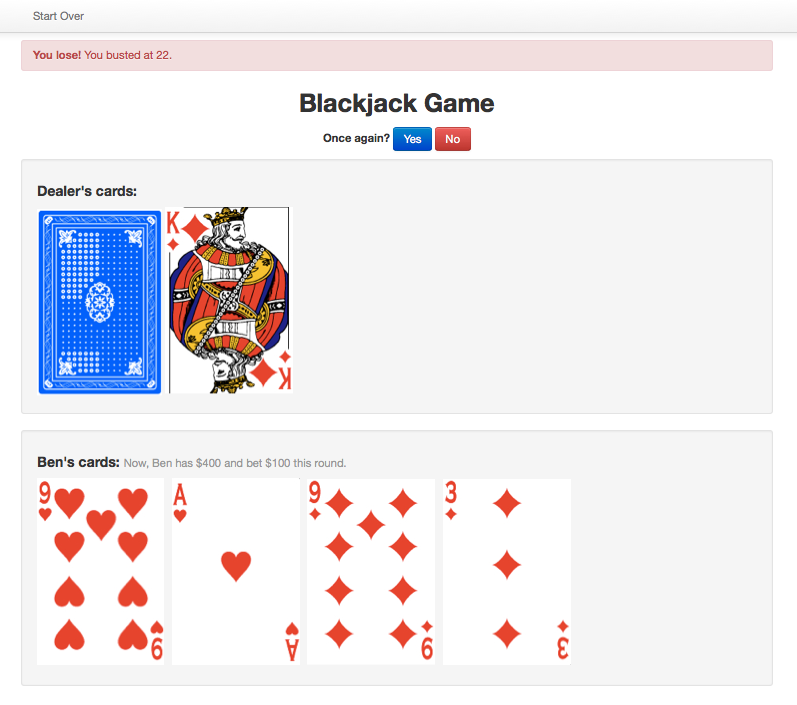 Start Over
You lose! You busted at 22.
Blackjack Game
Once again? Yes No
Dealer's cards:
K
K
Ben's cards: Now, Ben has $400 and bet $100 this round.
9 A 9 3
9 A 9 3